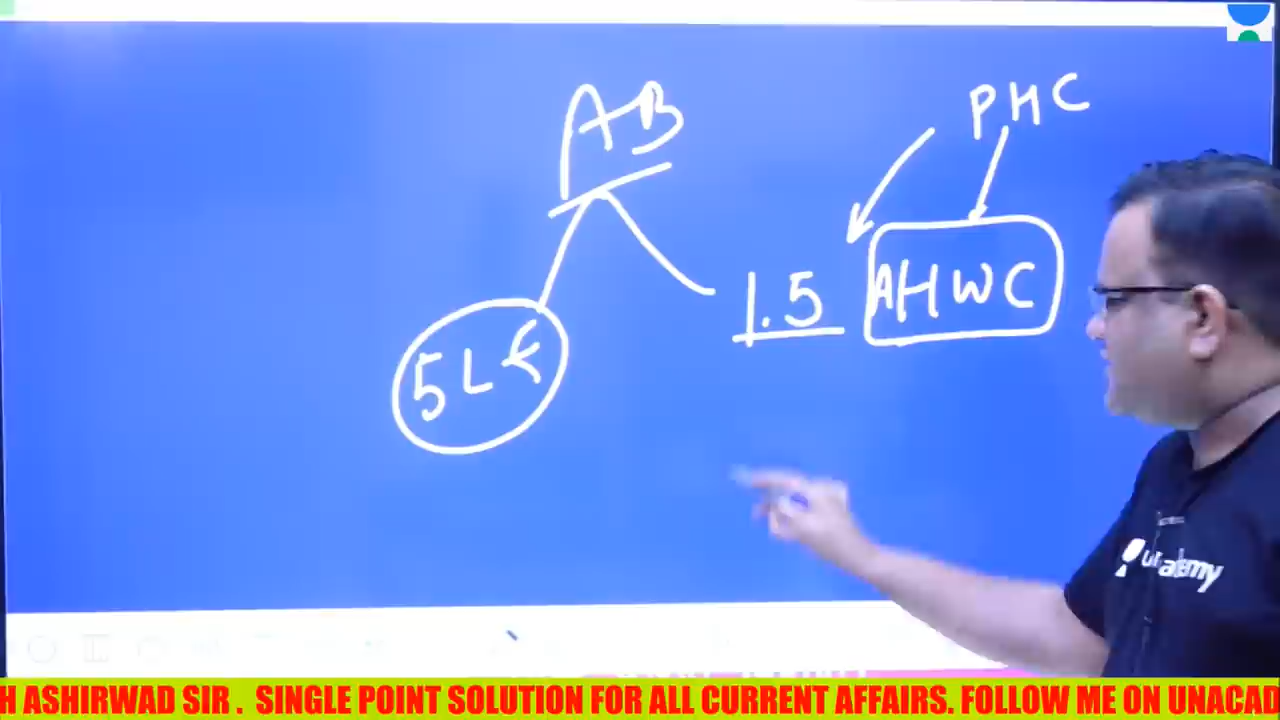 AB
PHC
1.5 AHWC
5L ₹
unacademy
H ASHIRWAD SIR . SINGLE POINT SOLUTION FOR ALL CURRENT AFFAIRS. FOLLOW ME ON UNACAD